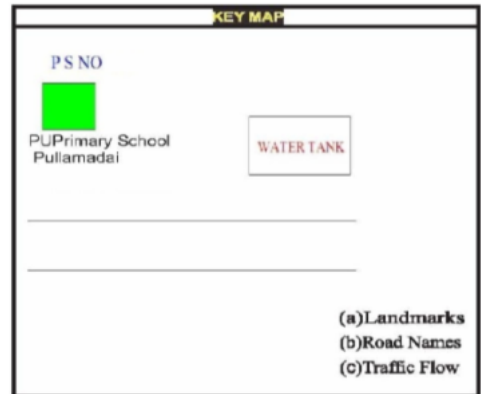 KEY MAP
P S NO
PUPrimary School
Pullamadai
WATER TANK
(a)Landmarks
(b)Road Names
(c)Traffic Flow